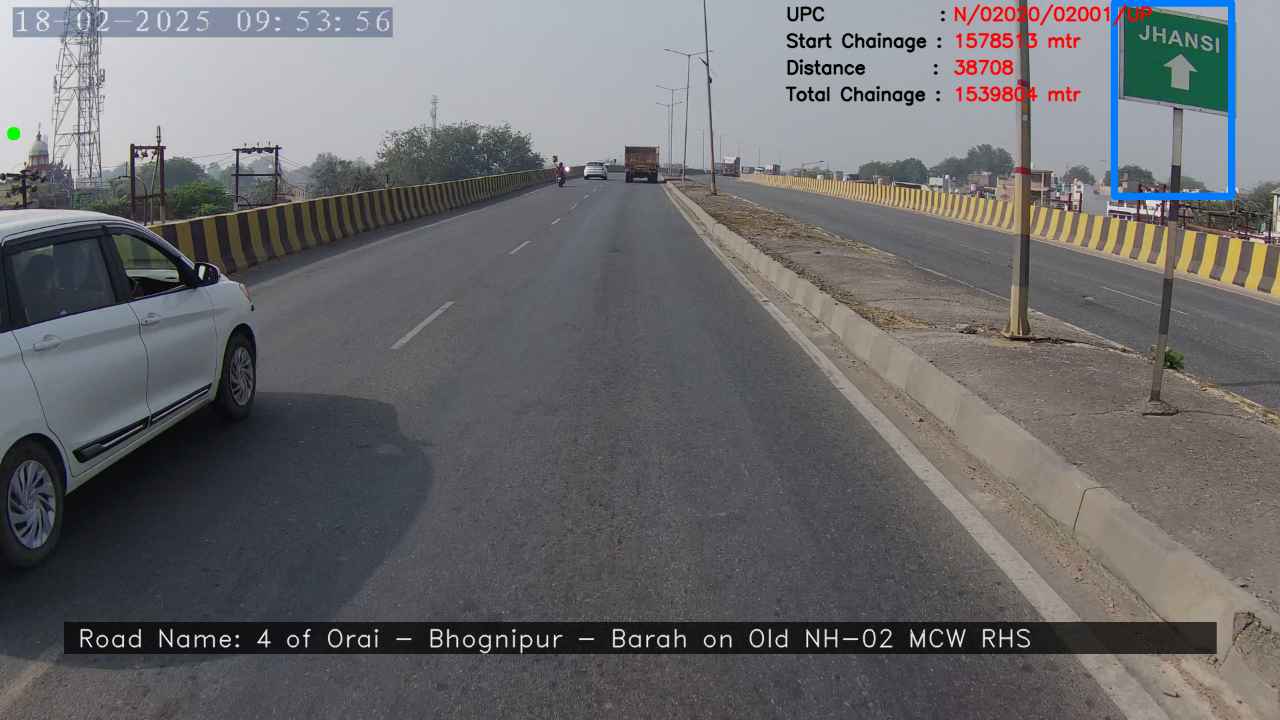 18-02-2025 09:53:56
UPC : N/02020/02001/UP
Start Chainage : 1578513 mtr
Distance : 38708
Total Chainage : 1539804 mtr
JHANSI
Road Name: 4 of Orai - Bhognipur - Barah on Old NH-02 MCW RHS